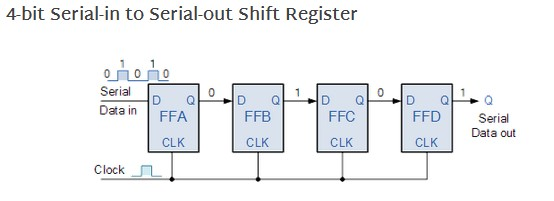 4-bit Serial-in to Serial-out Shift Register
0 1 0 1 0
Serial
Data in
D Q 0 D Q 1 D Q 0 D Q 1 Q
FFA FFB FFC FFD
Serial
Data out
CLK CLK CLK CLK
Clock